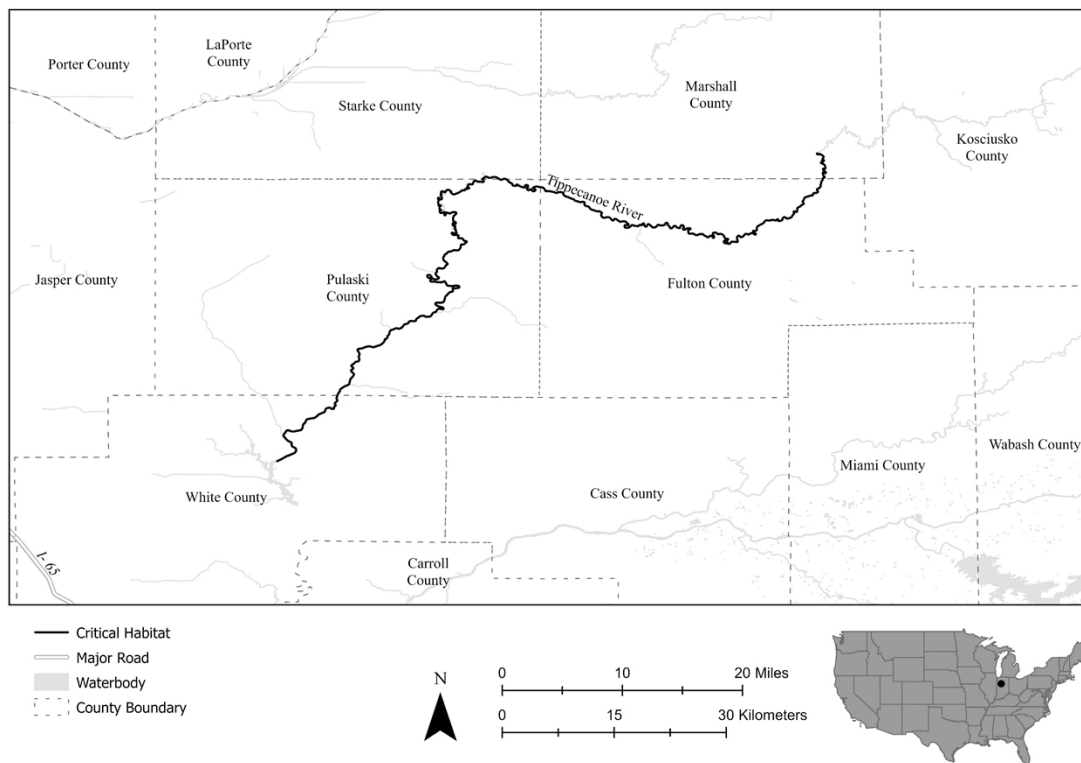 LaPorte
County
Porter County
Starke County
Marshall
County
Kosciusko
County
Tippecanoe River
Jasper County
Pulaski
County
Fulton County
White County
Cass County
Miami County
Wabash County
Carroll
County
I- 65
Critical Habitat
Major Road
Waterbody
County Boundary
N
0 10 20 Miles
0 15 30 Kilometers